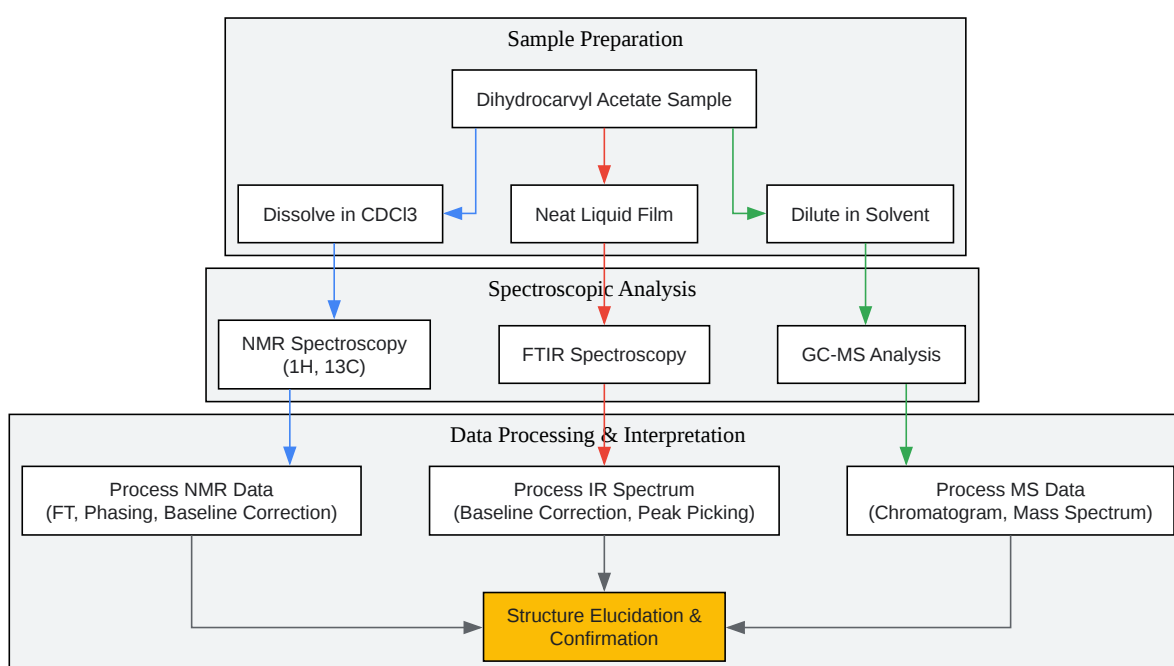 Sample Preparation
Dihydrocarvyl Acetate Sample
Dissolve in CDCl3
Neat Liquid Film
Dilute in Solvent
Spectroscopic Analysis
NMR Spectroscopy
(1H, 13C)
FTIR Spectroscopy
GC-MS Analysis
Data Processing & Interpretation
Process NMR Data
(FT, Phasing, Baseline Correction)
Process IR Spectrum
(Baseline Correction, Peak Picking)
Process MS Data
(Chromatogram, Mass Spectrum)
Structure Elucidation &
Confirmation